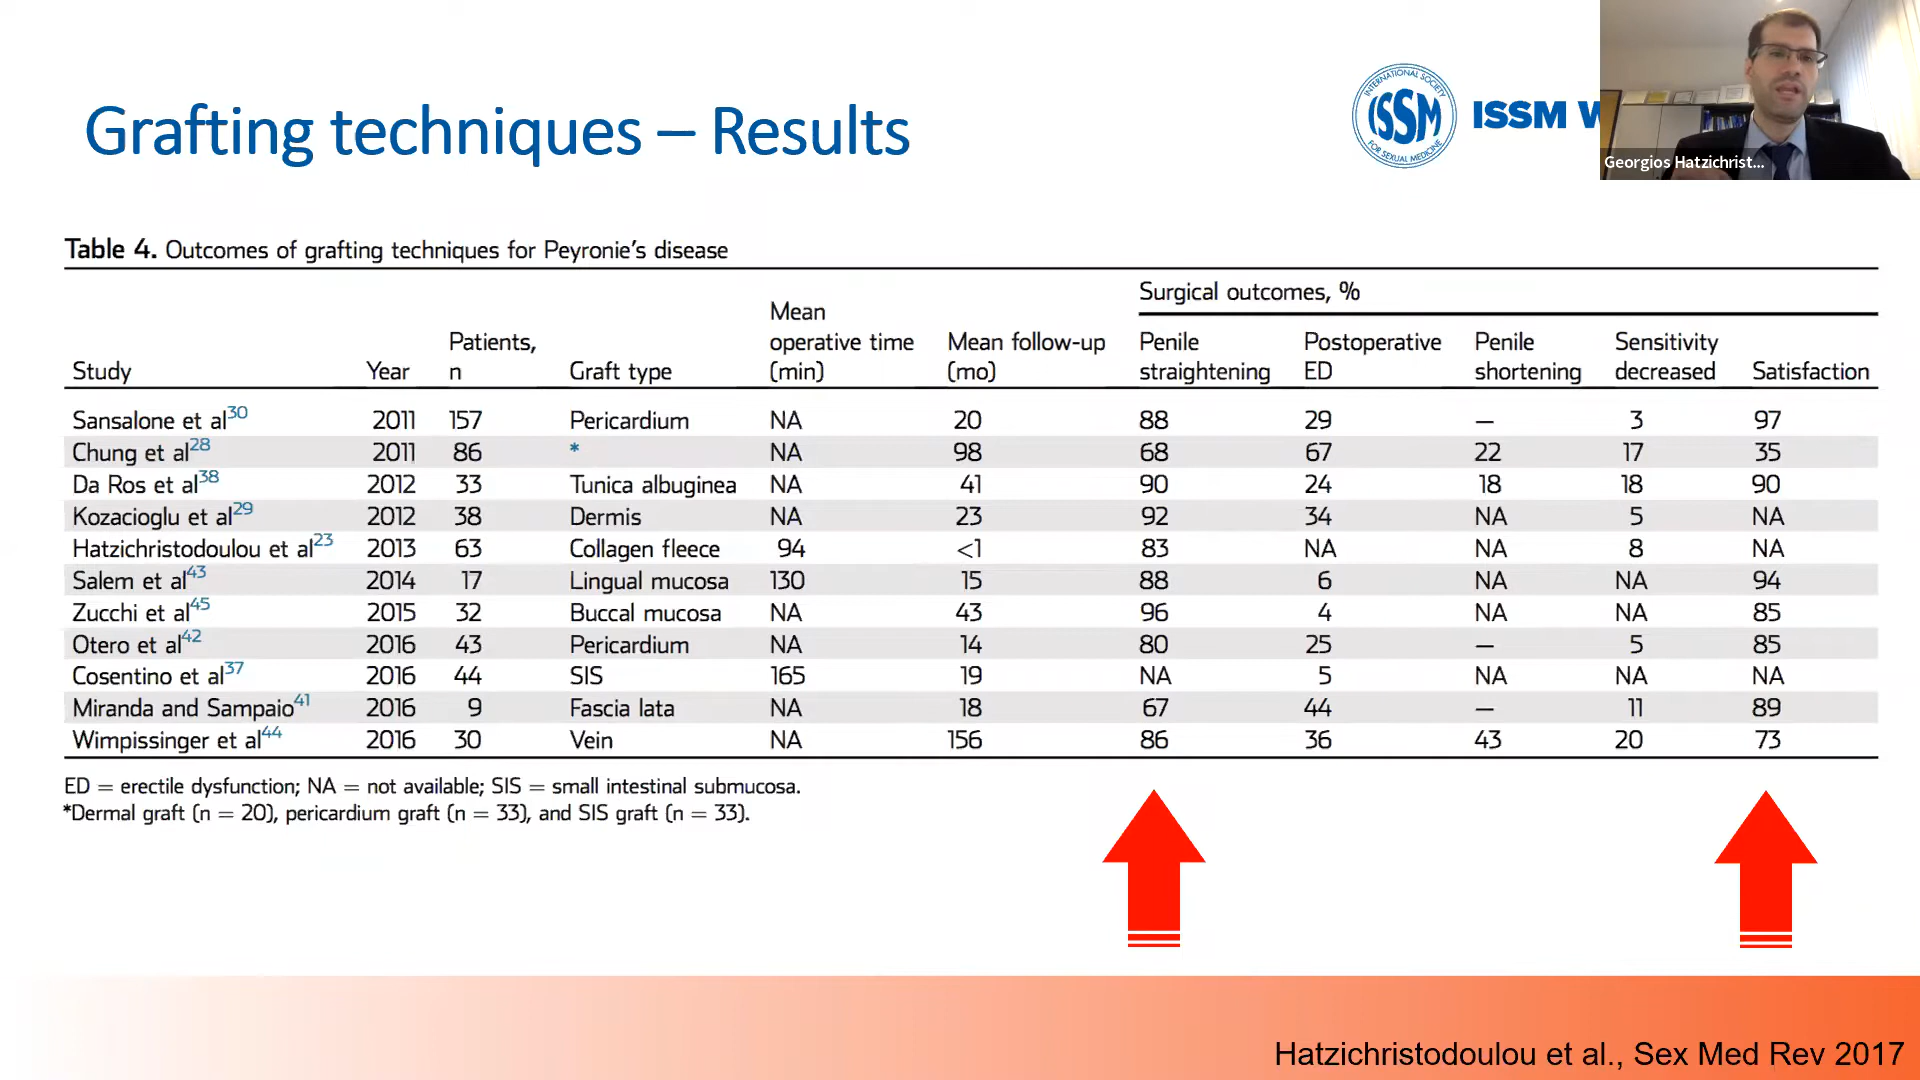 Grafting techniques – Results
INTERNATIONAL SOCIETY
ISSM
FOR SEXUAL MEDICINE
ISSM W
Georgios Hatzichrist...
Table 4. Outcomes of grafting techniques for Peyronie's disease
Surgical outcomes, %
Study Year Patients, n Graft type Mean operative time (min) Mean follow-up (mo) Penile straightening Postoperative ED Penile shortening Sensitivity decreased Satisfaction
Sansalone et al30 2011 157 Pericardium NA 20 88 29 — 3 97
Chung et al28 2011 86 * NA 98 68 67 22 17 35
Da Ros et al38 2012 33 Tunica albuginea NA 41 90 24 18 18 90
Kozacioglu et al29 2012 38 Dermis NA 23 92 34 NA 5 NA
Hatzichristodoulou et al23 2013 63 Collagen fleece 94 <1 83 NA NA 8 NA
Salem et al43 2014 17 Lingual mucosa 130 15 88 6 NA NA 94
Zucchi et al45 2015 32 Buccal mucosa NA 43 96 4 NA NA 85
Otero et al42 2016 43 Pericardium NA 14 80 25 — 5 85
Cosentino et al37 2016 44 SIS 165 19 NA 5 NA NA NA
Miranda and Sampaio41 2016 9 Fascia lata NA 18 67 44 — 11 89
Wimpissinger et al44 2016 30 Vein NA 156 86 36 43 20 73
ED = erectile dysfunction; NA = not available; SIS = small intestinal submucosa.
*Dermal graft (n = 20), pericardium graft (n = 33), and SIS graft (n = 33).
Hatzichristodoulou et al., Sex Med Rev 2017